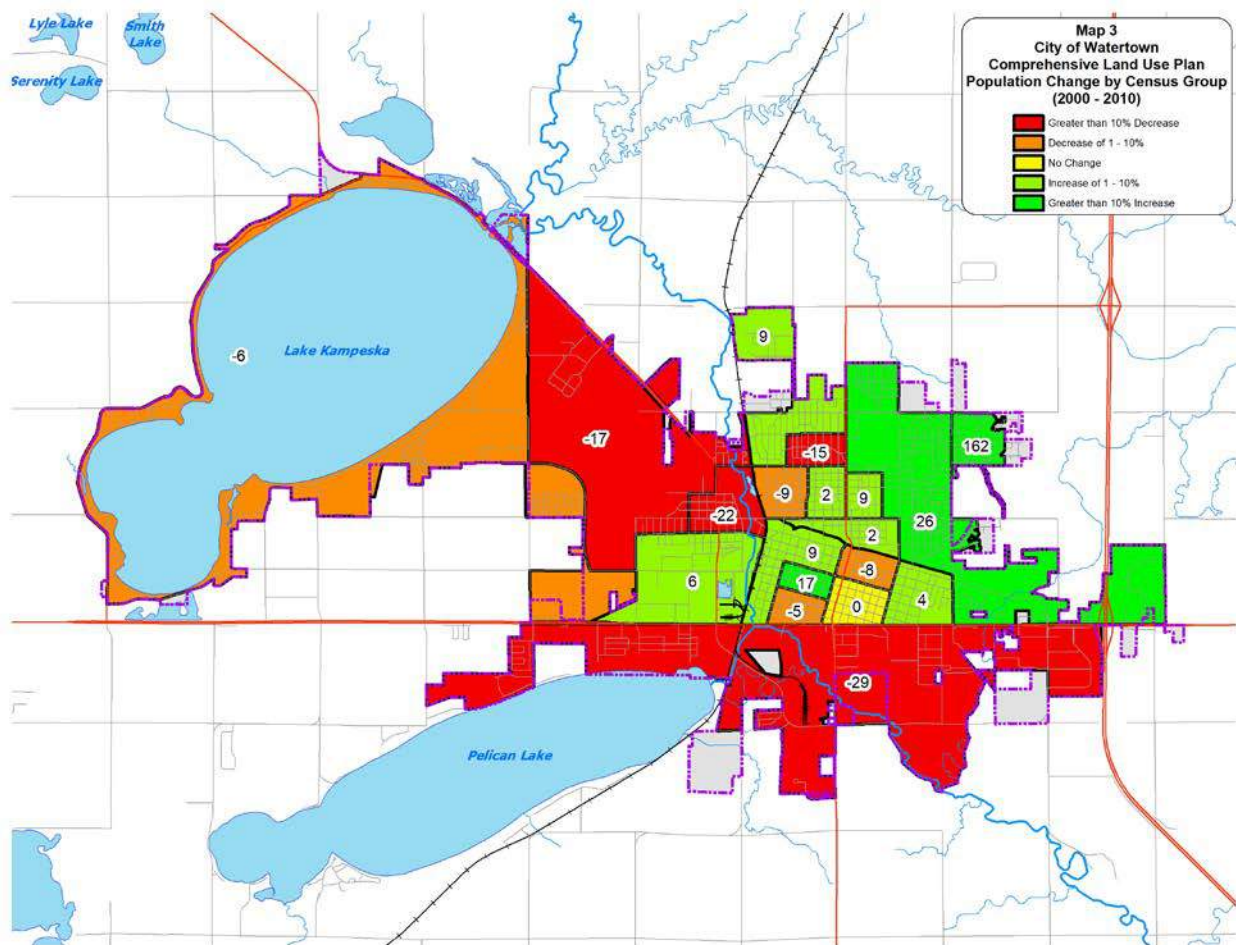 Lyle Lake
Smith
Lake
Serenity Lake
Map 3
City of Watertown
Comprehensive Land Use Plan
Population Change by Census Group
(2000 - 2010)
Greater than 10% Decrease
Decrease of 1 - 10%
No Change
Increase of 1 - 10%
Greater than 10% Increase
9
Lake Kampeska
-6
-17
-15
162
-9
2
9
-22
26
2
9
-8
6
17
4
-5
0
-29
Pelican Lake